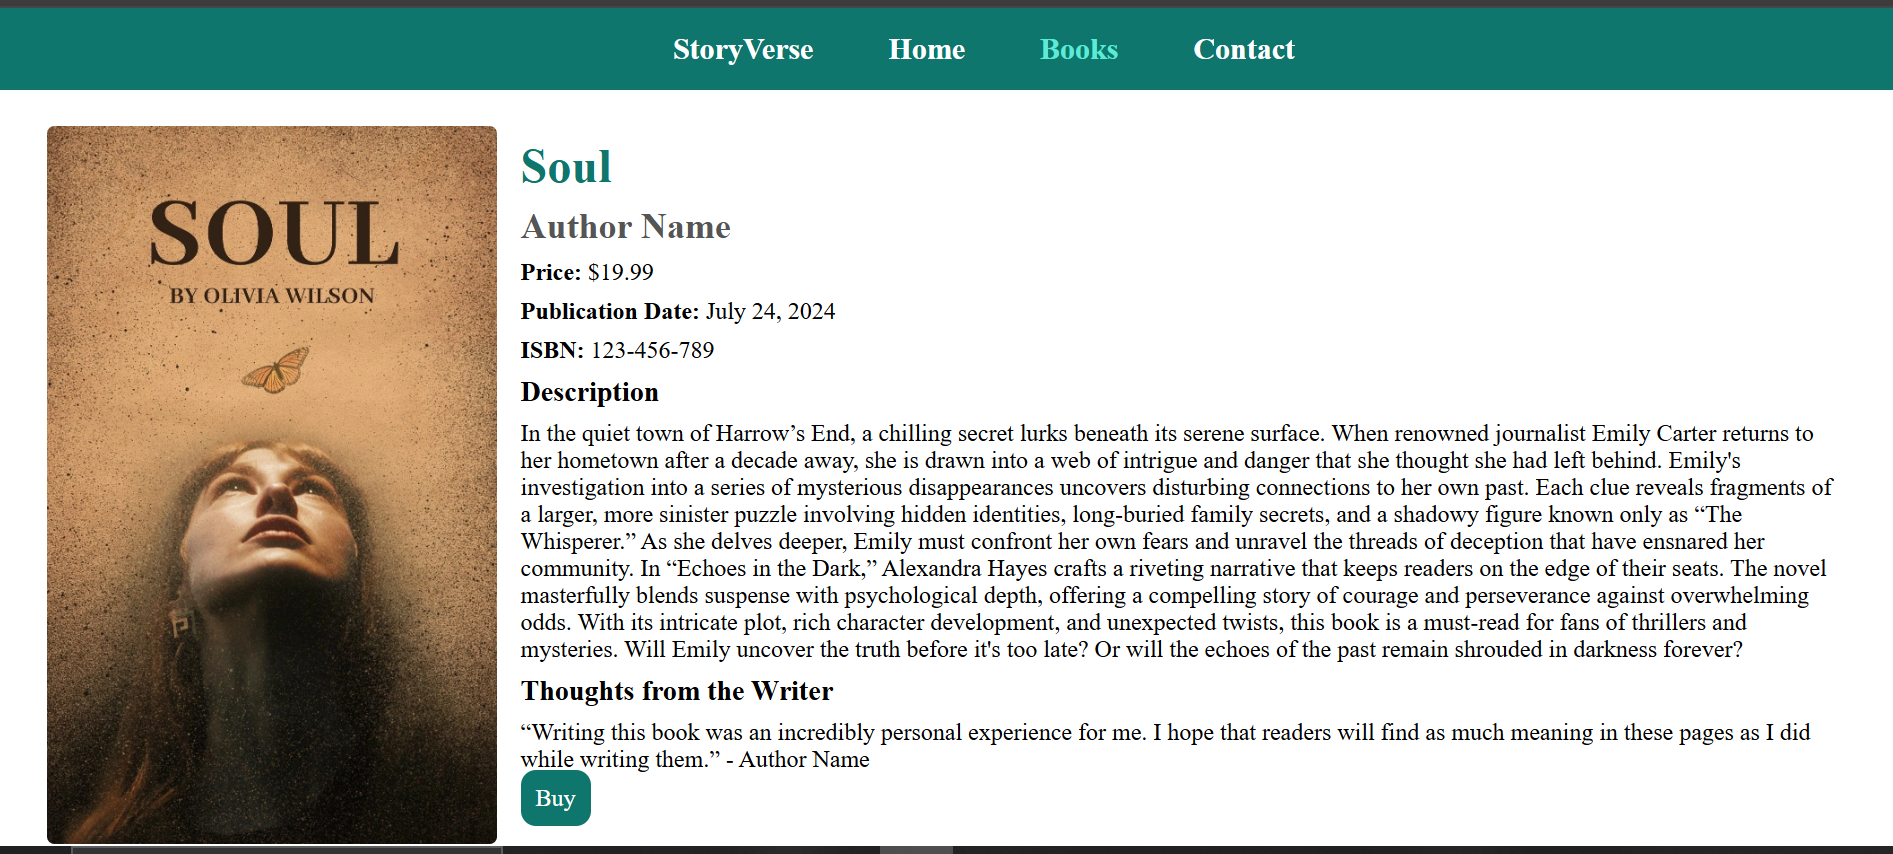 StoryVerse Home Books Contact
SOUL
BY OLIVIA WILSON
Soul
Author Name
Price: $19.99
Publication Date: July 24, 2024
ISBN: 123-456-789
Description
In the quiet town of Harrow’s End, a chilling secret lurks beneath its serene surface. When renowned journalist Emily Carter returns to
her hometown after a decade away, she is drawn into a web of intrigue and danger that she thought she had left behind. Emily's
investigation into a series of mysterious disappearances uncovers disturbing connections to her own past. Each clue reveals fragments of
a larger, more sinister puzzle involving hidden identities, long-buried family secrets, and a shadowy figure known only as “The
Whisperer.” As she delves deeper, Emily must confront her own fears and unravel the threads of deception that have ensnared her
community. In “Echoes in the Dark,” Alexandra Hayes crafts a riveting narrative that keeps readers on the edge of their seats. The novel
masterfully blends suspense with psychological depth, offering a compelling story of courage and perseverance against overwhelming
odds. With its intricate plot, rich character development, and unexpected twists, this book is a must-read for fans of thrillers and
mysteries. Will Emily uncover the truth before it's too late? Or will the echoes of the past remain shrouded in darkness forever?
Thoughts from the Writer
“Writing this book was an incredibly personal experience for me. I hope that readers will find as much meaning in these pages as I did
while writing them.” - Author Name
Buy